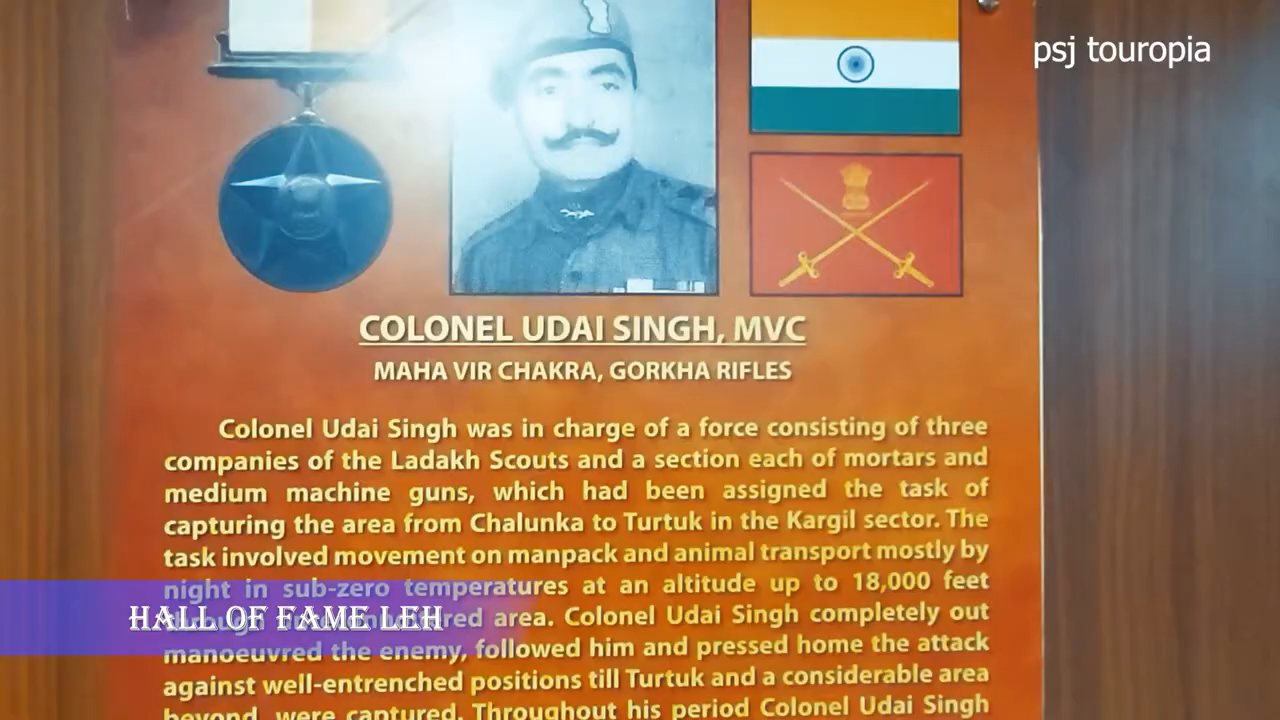 psj touropia
COLONEL UDAI SINGH, MVC
MAHA VIR CHAKRA, GORKHA RIFLES
Colonel Udai Singh was in charge of a force consisting of three
companies of the Ladakh Scouts and a section each of mortars and
medium machine guns, which had been assigned the task of
capturing the area from Chalunka to Turtuk in the Kargil sector. The
task involved movement on manpack and animal transport mostly by
night in sub-zero temperatures at an altitude up to 18,000 feet
through area. Colonel Udai Singh completely out
HALL OF FAME LEH
manoeuvred the enemy, followed him and pressed home the attack
against well-entrenched positions till Turtuk and a considerable area
beyond, were captured. Throughout his period Colonel Udai Singh